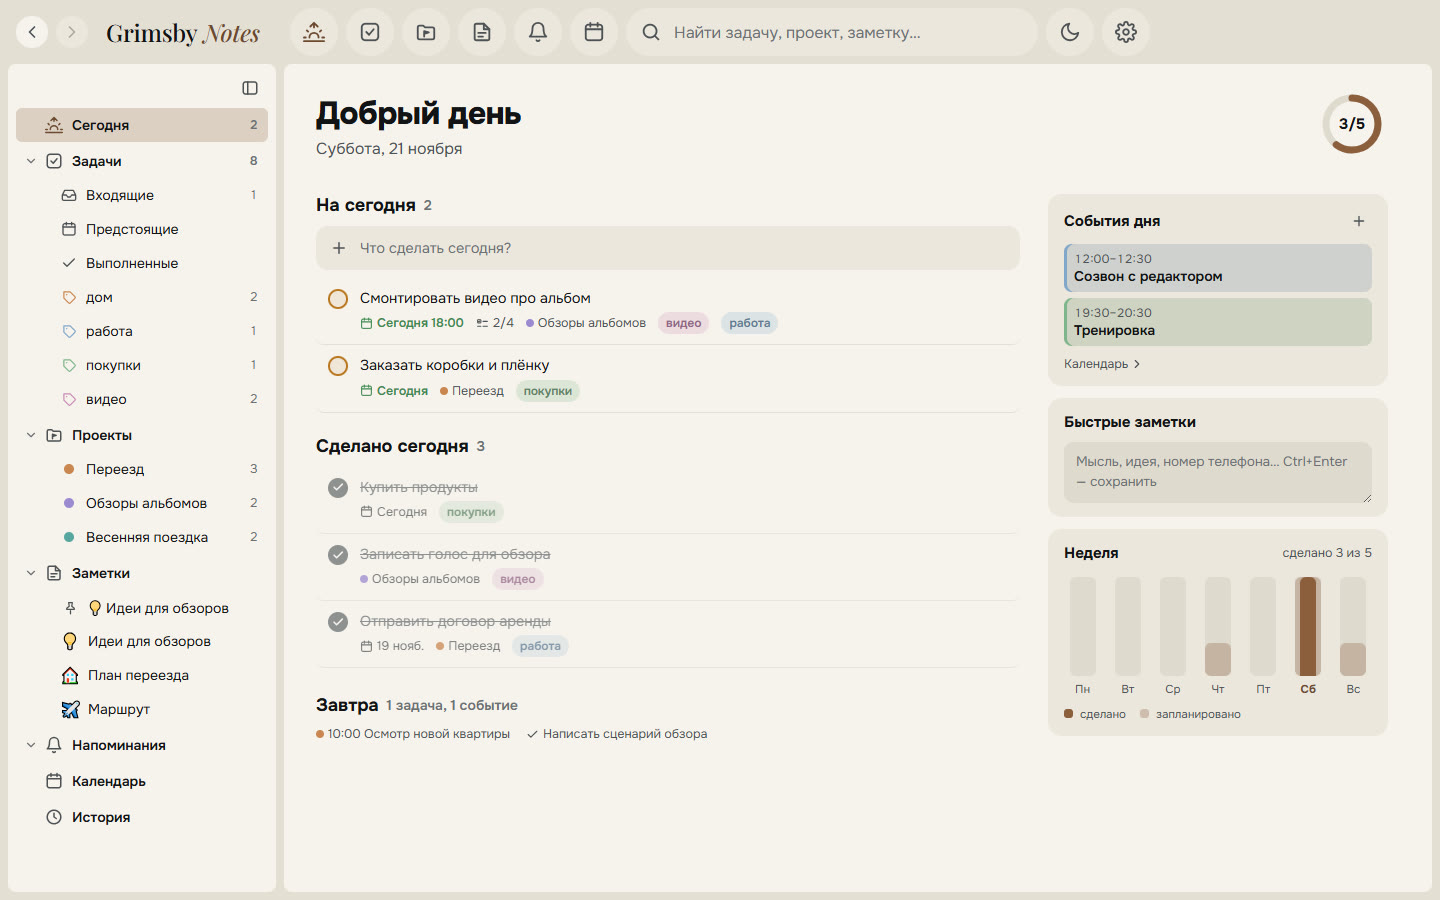 Grimsby Notes
Найти задачу, проект, заметку...
Сегодня 2
Задачи 8
Входящие 1
Предстоящие
Выполненные
дом 2
работа 1
покупки 1
видео 2
Проекты
Переезд 3
Обзоры альбомов 2
Весенняя поездка 2
Заметки
Идеи для обзоров
Идеи для обзоров
План переезда
Маршрут
Напоминания
Календарь
История
Добрый день
Суббота, 21 ноября
3/5
На сегодня 2
Что сделать сегодня?
Смонтировать видео про альбом
Сегодня 18:00 2/4 Обзоры альбомов видео работа
Заказать коробки и плёнку
Сегодня Переезд покупки
Сделано сегодня 3
Купить продукты
Сегодня покупки
Записать голос для обзора
Обзоры альбомов видео
Отправить договор аренды
19 нояб. Переезд работа
Завтра 1 задача, 1 событие
10:00 Осмотр новой квартиры Написать сценарий обзора
События дня
12:00–12:30
Созвон с редактором
19:30–20:30
Тренировка
Календарь
Быстрые заметки
Мысль, идея, номер телефона... Ctrl+Enter
— сохранить
Неделя сделано 3 из 5
Пн Вт Ср Чт Пт Сб Вс
сделано запланировано